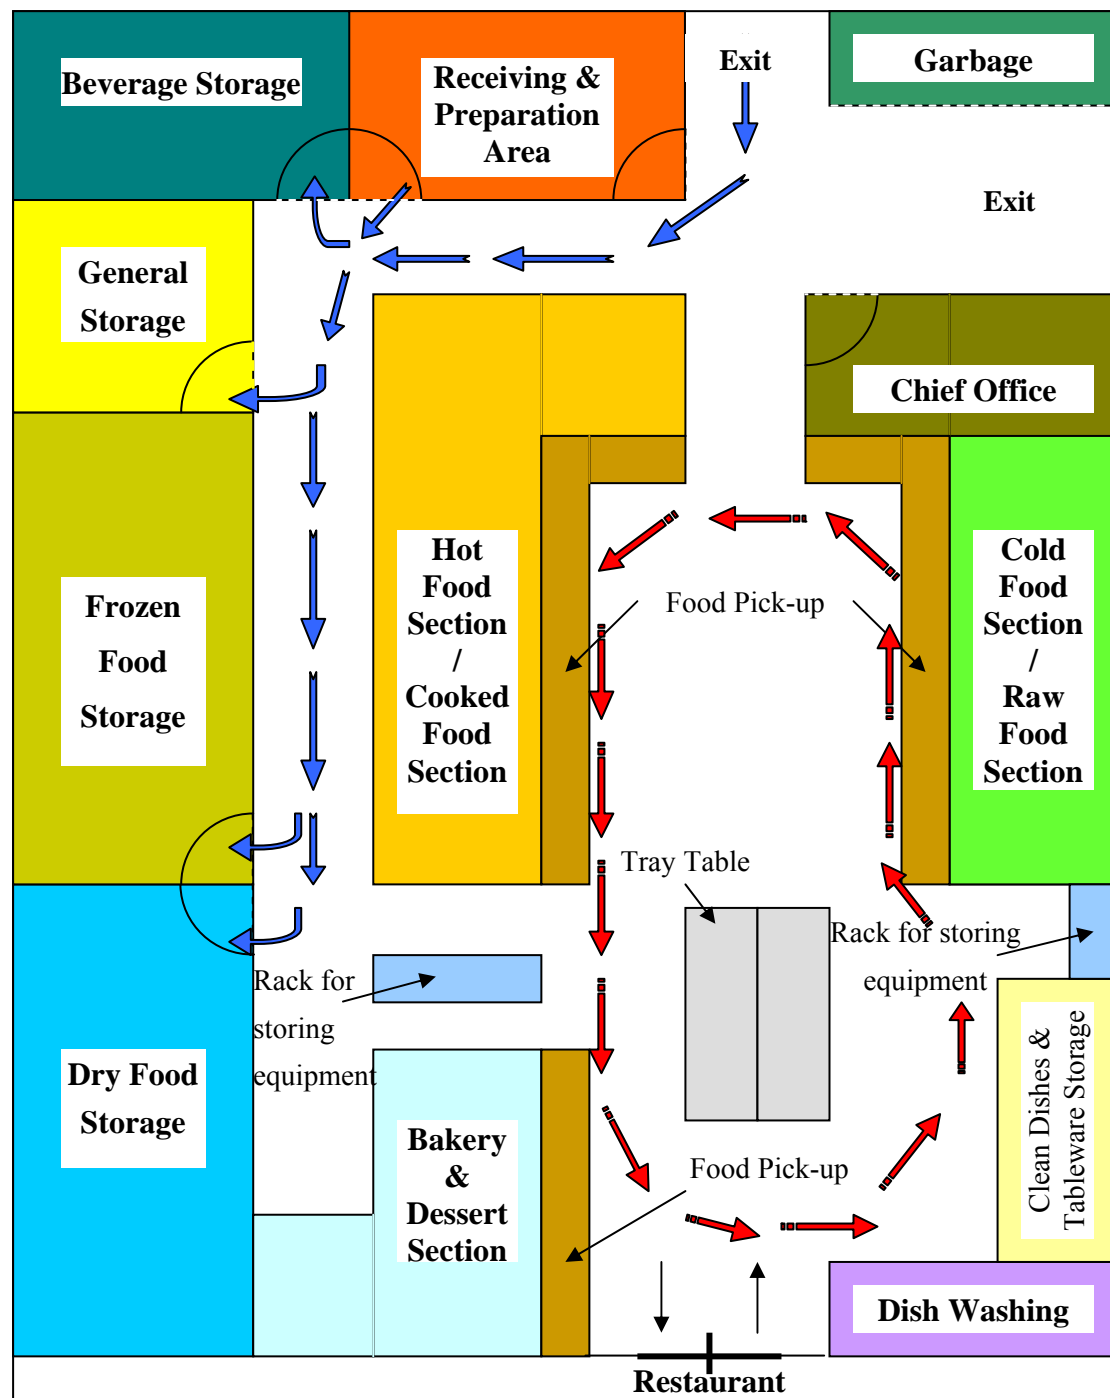 Beverage Storage
Receiving &
Preparation
Area
Exit
Garbage
Exit
General
Storage
Chief Office
Frozen
Food
Storage
Hot
Food
Section
/
Cooked
Food
Section
Food Pick-up
Cold
Food
Section
/
Raw
Food
Section
Tray Table
Rack for storing
equipment
Rack for
storing
equipment
Dry Food
Storage
Bakery
&
Dessert
Section
Food Pick-up
Clean Dishes &
Tableware Storage
Dish Washing
Restaurant